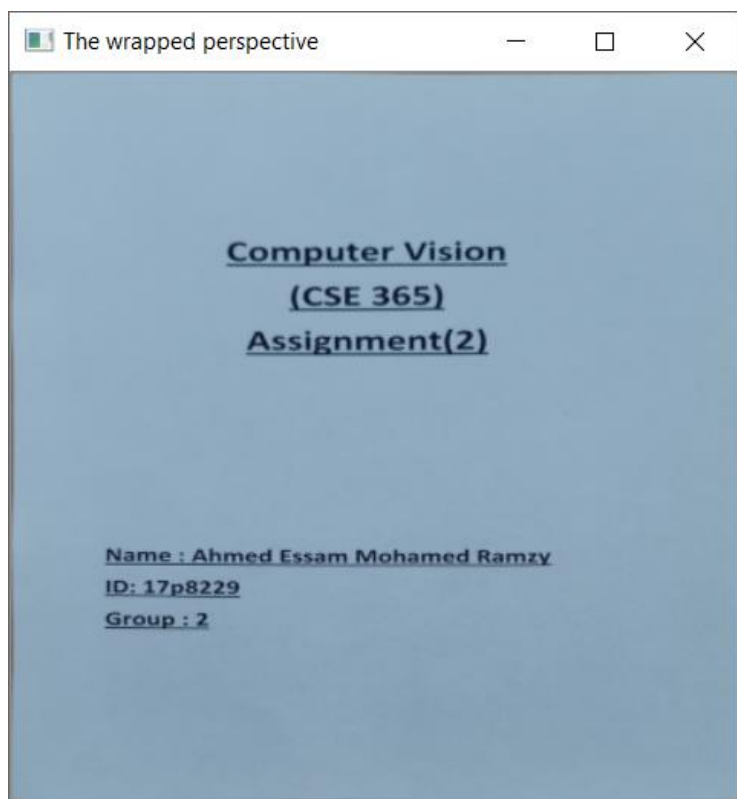 The wrapped perspective
Computer Vision
(CSE 365)
Assignment(2)
Name : Ahmed Essam Mohamed Ramzy
ID: 17p8229
Group : 2